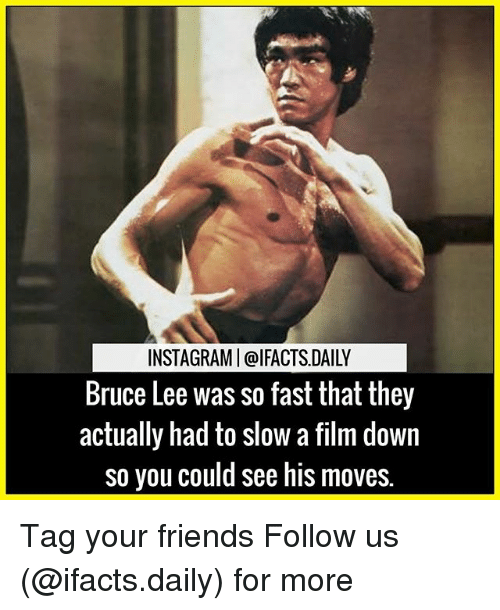 INSTAGRAM | @IFACTS.DAILY
Bruce Lee was so fast that they
actually had to slow a film down
so you could see his moves.
Tag your friends Follow us
(@ifacts.daily) for more